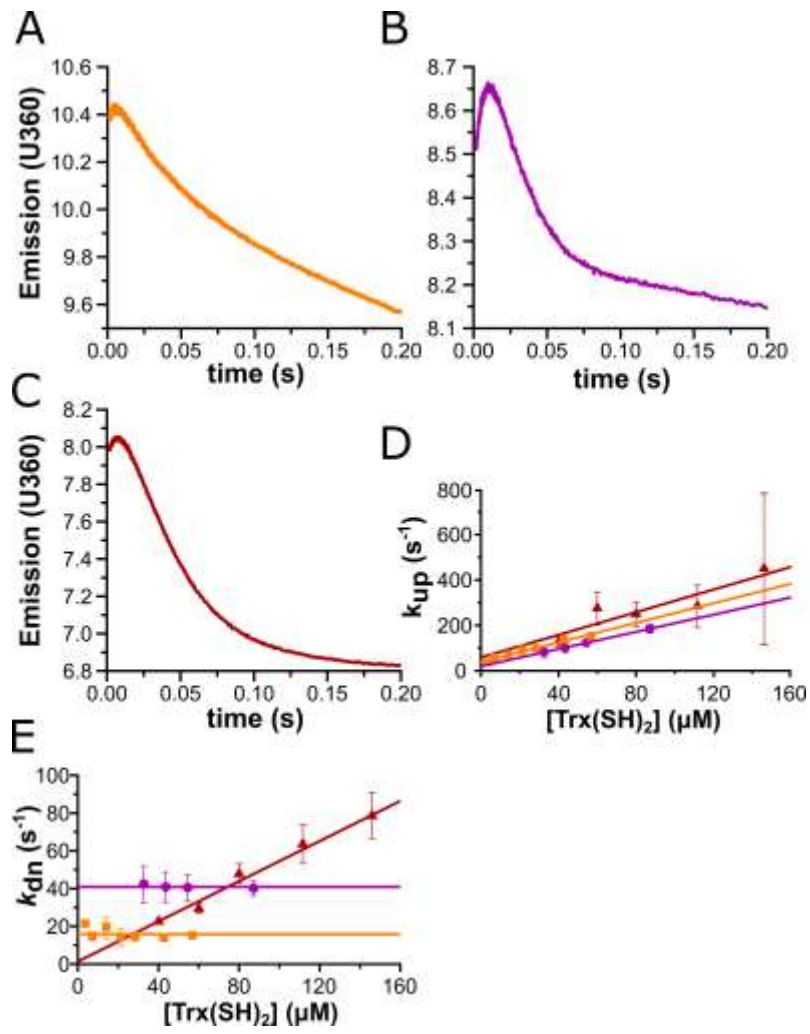 A
Emission (U360)
10.6
10.4
10.2
10.0
9.8
9.6
0.00 0.05 0.10 0.15 0.20
time (s)
B
8.7
8.6
8.5
8.4
8.3
8.2
8.1
0.00 0.05 0.10 0.15 0.20
time (s)
C
Emission (U360)
8.2
8.0
7.8
7.6
7.4
7.2
7.0
6.8
0.00 0.05 0.10 0.15 0.20
time (s)
D
kup (s-1)
800
600
400
200
0
0 40 80 120 160
[Trx(SH)2] (µM)
E
kdn (s-1)
100
80
60
40
20
0
40 80 120 160
[Trx(SH)2] (µM)